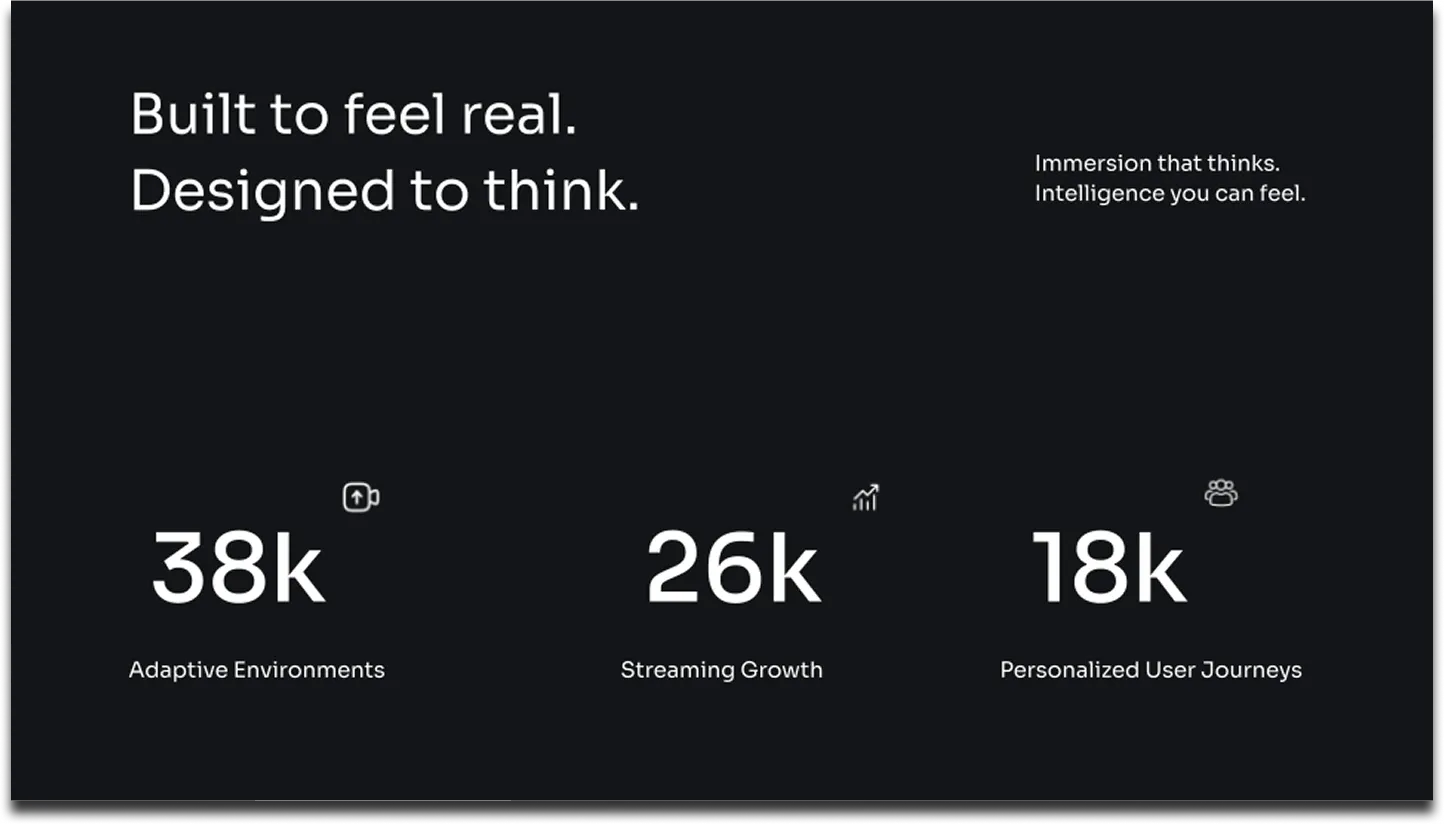 Built to feel real.
Designed to think.
Immersion that thinks.
Intelligence you can feel.
38k
26k
18k
Adaptive Environments
Streaming Growth
Personalized User Journeys